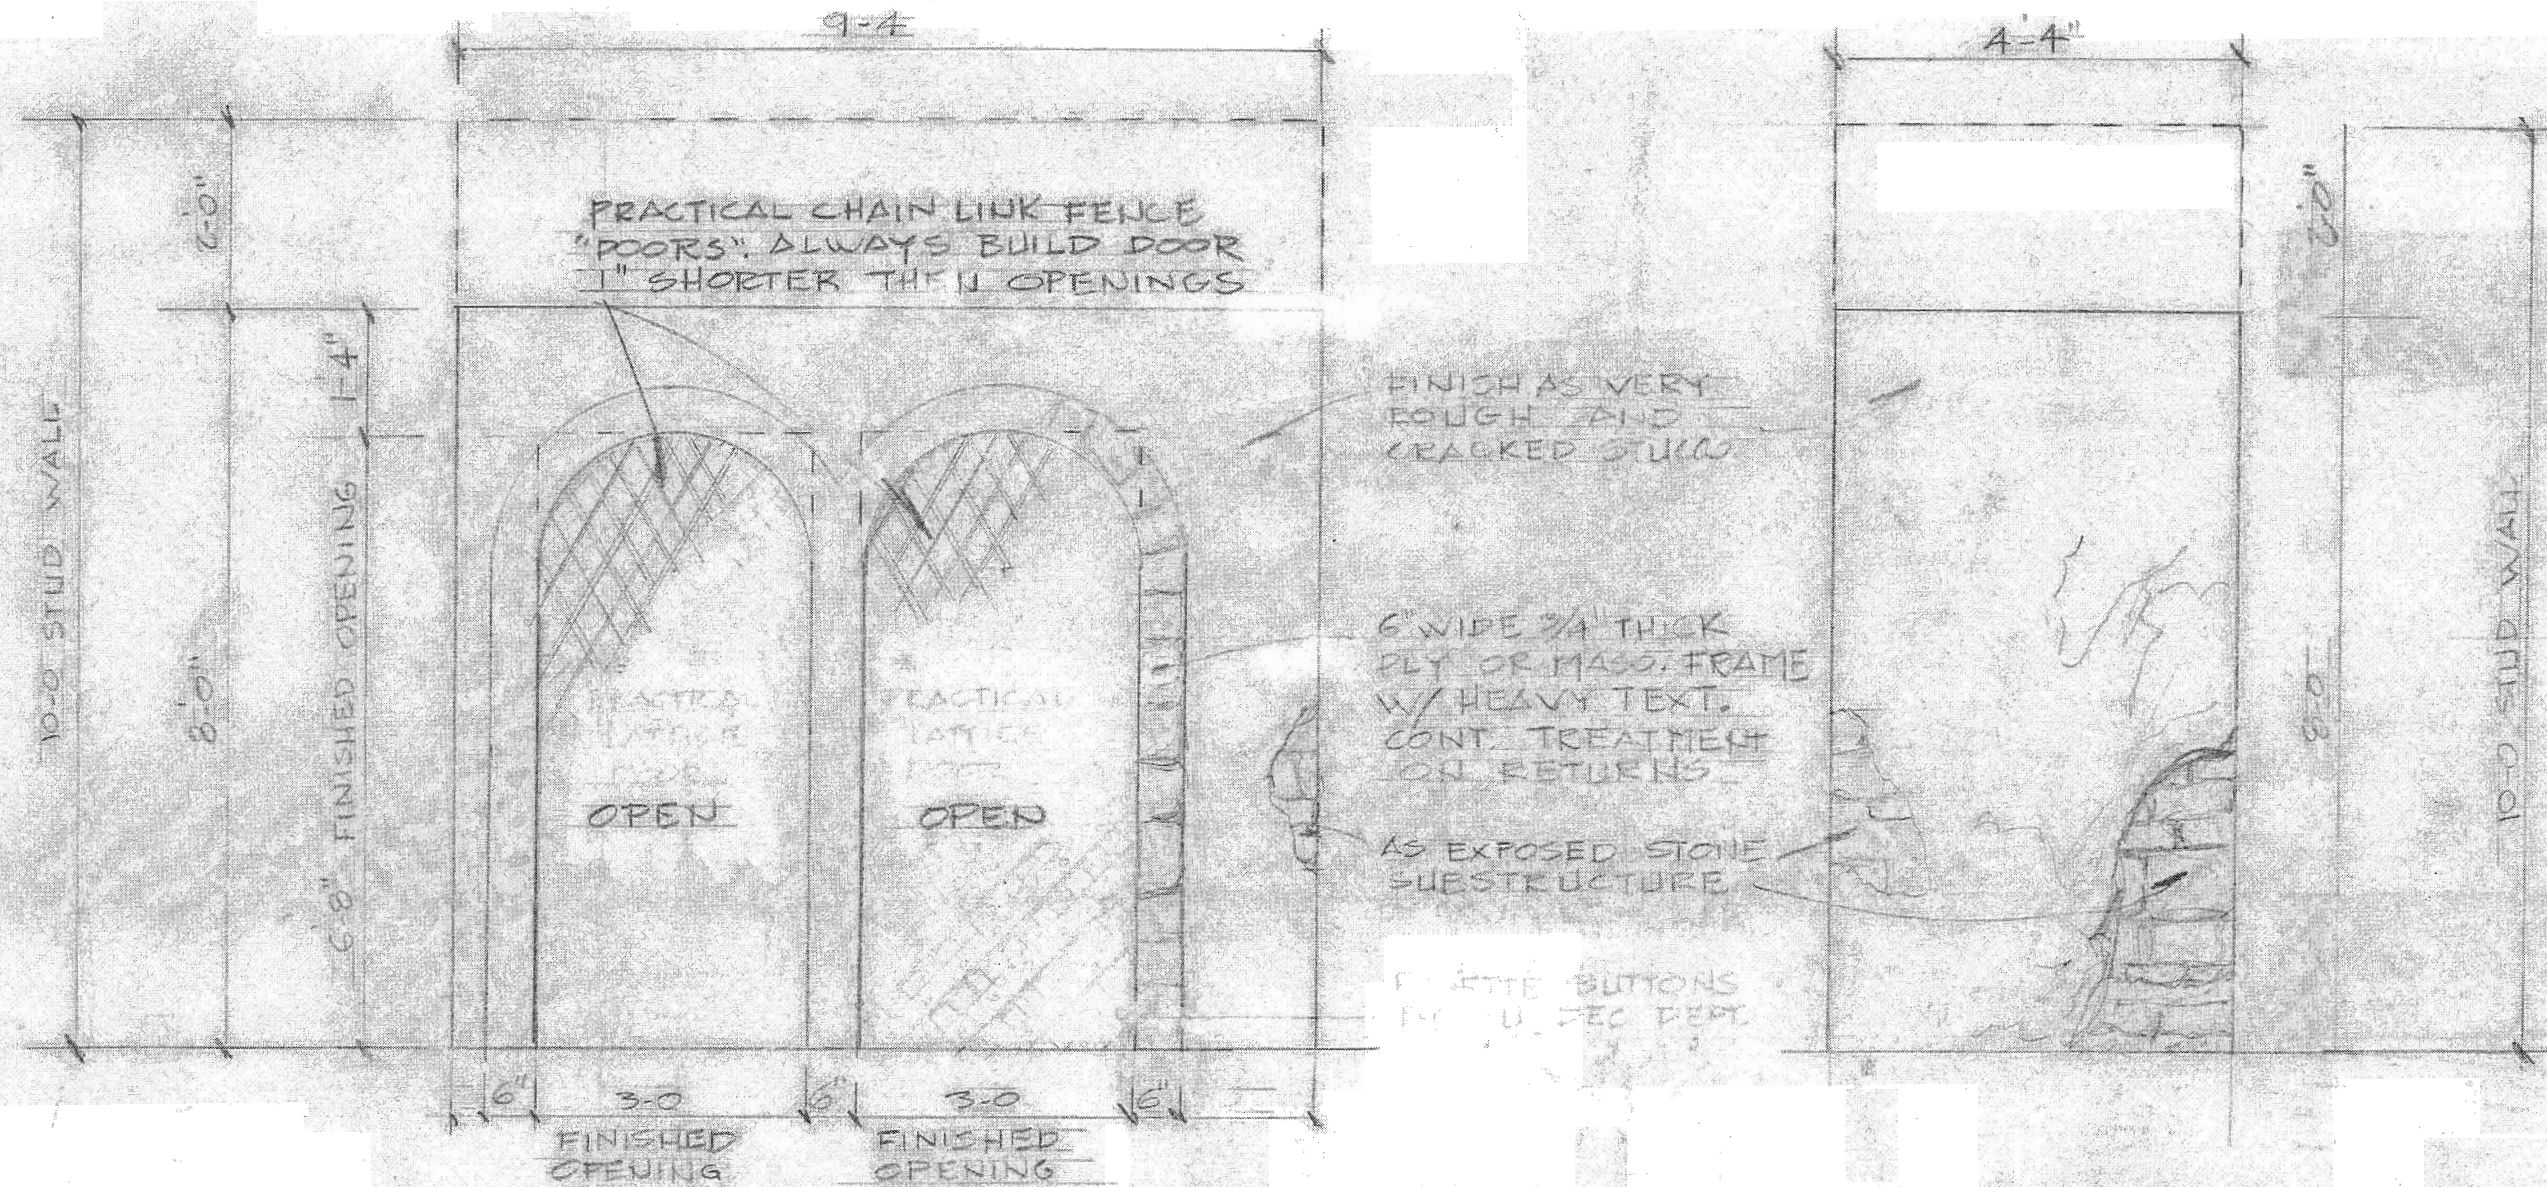 9-4
4'-4"
PRACTICAL CHAIN LINK FENCE
"DOORS". ALWAYS BUILD DOOR
1" SHORTER THEN OPENINGS
2'-0"
1-4"
10-0 STUD WALL
8'-0"
6'-8" FINISHED OPENING
FINISH AS VERY
ROUGH AND
CRACKED STUCCO
6" WIDE 3/4" THICK
PLY OR MASO. FRAME
W/ HEAVY TEXT.
CONT. TREATMENT
ON RETURNS
AS EXPOSED STONE
SUBSTRUCTURE
PRACTICAL
LATTICE
DOOR
OPEN
PRACTICAL
LATTICE
DOOR
OPEN
BUTTONS
DEC DEPT.
8-0
10-0 STUD WALL
6"
3-0
6"
3-0
6"
FINISHED
OPENING
FINISHED
OPENING